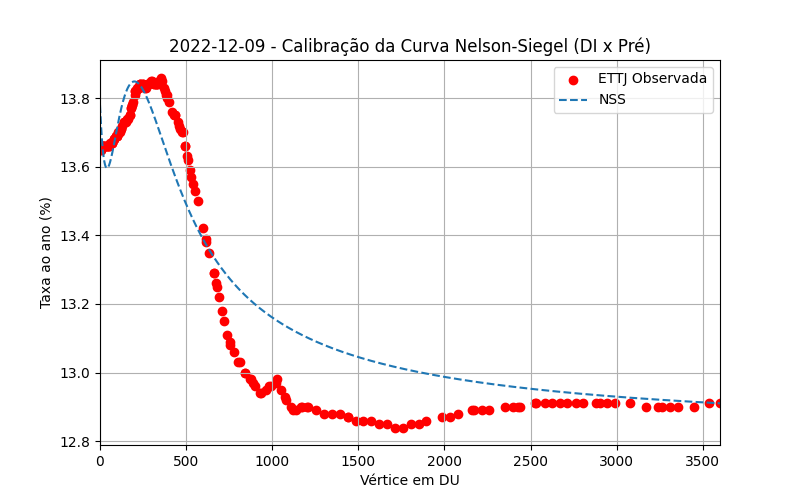 2022-12-09 - Calibração da Curva Nelson-Siegel (DI x Pré)
ETTJ Observada
NSS
Taxa ao ano (%)
13.8
13.6
13.4
13.2
13.0
12.8
0 500 1000 1500 2000 2500 3000 3500
Vértice em DU